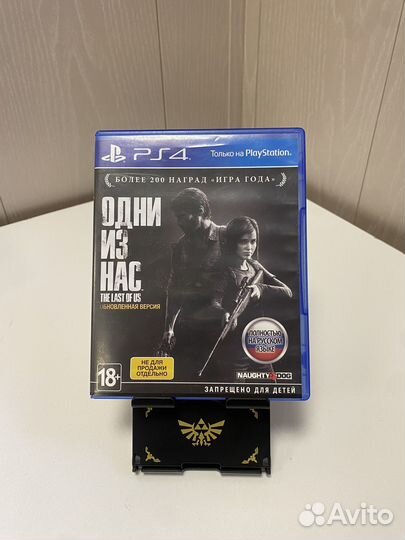 PS4
Только на PlayStation.
БОЛЕЕ 200 НАГРАД «ИГРА ГОДА»
ОДНИ
ИЗ
НАС
THE LAST OF US
ОБНОВЛЕННАЯ ВЕРСИЯ
ПОЛНОСТЬЮ
НА РУССКОМ
ЯЗЫКЕ
НЕ ДЛЯ
ПРОДАЖИ
ОТДЕЛЬНО
18+
NAUGHTY DOG
ЗАПРЕЩЕНО ДЛЯ ДЕТЕЙ
Avito